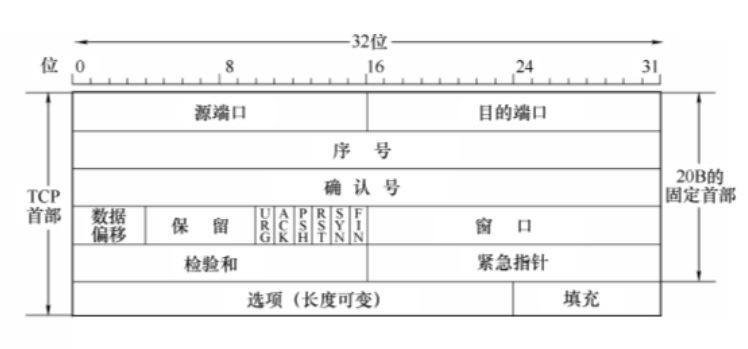 32位
位 0 8 16 24 31
源端口 目的端口
序 号
确 认 号
TCP
首部
20B的
固定首部
数据
偏移
保 留
URG
ACK
PSH
RST
SYN
FIN
窗 口
检验和 紧急指针
选项（长度可变） 填充